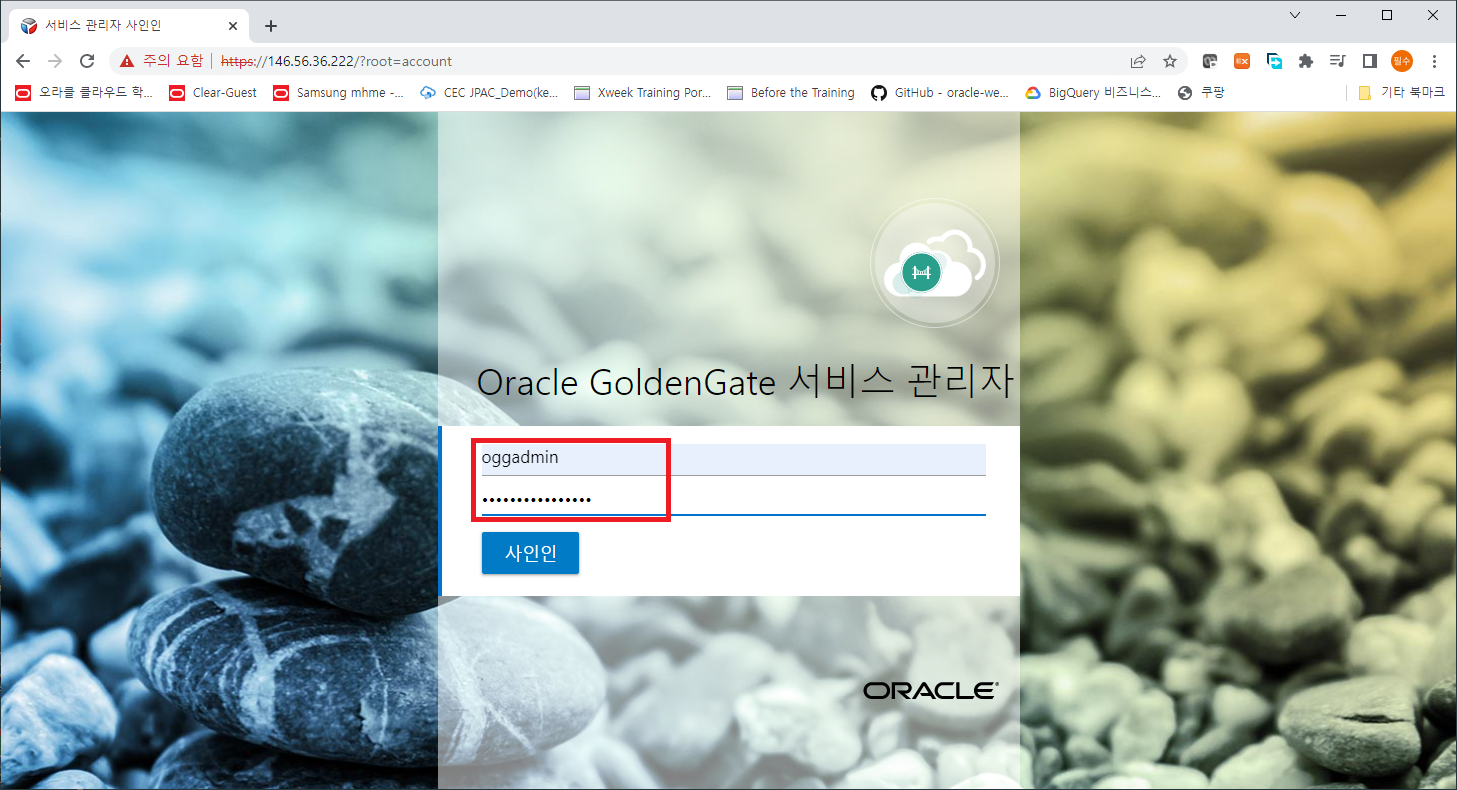 서비스 관리자 사인인
주의 요함 https://146.56.36.222/?root=account
필수
오라클 클라우드 학... Clear-Guest Samsung mhme -... CEC JPAC_Demo(ke... Xweek Training Por... Before the Training GitHub - oracle-we... BigQuery 비즈니스... 쿠팡 기타 북마크
Oracle GoldenGate 서비스 관리자
oggadmin
••••••••••••••••
사인인
ORACLE®